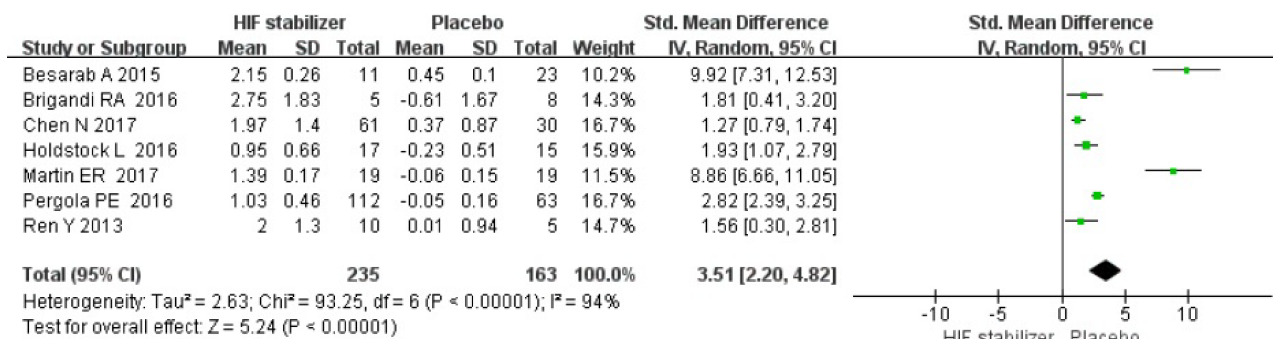 HIF stabilizer Placebo Std. Mean Difference Std. Mean Difference
Study or Subgroup Mean SD Total Mean SD Total Weight IV, Random, 95% CI IV, Random, 95% CI
Besarab A 2015 2.15 0.26 11 0.45 0.1 23 10.2% 9.92 [7.31, 12.53]
Brigandi RA 2016 2.75 1.83 5 -0.61 1.67 8 14.3% 1.81 [0.41, 3.20]
Chen N 2017 1.97 1.4 61 0.37 0.87 30 16.7% 1.27 [0.79, 1.74]
Holdstock L 2016 0.95 0.66 17 -0.23 0.51 15 15.9% 1.93 [1.07, 2.79]
Martin ER 2017 1.39 0.17 19 -0.06 0.15 19 11.5% 8.86 [6.66, 11.05]
Pergola PE 2016 1.03 0.46 112 -0.05 0.16 63 16.7% 2.82 [2.39, 3.25]
Ren Y 2013 2 1.3 10 0.01 0.94 5 14.7% 1.56 [0.30, 2.81]
Total (95% CI) 235 163 100.0% 3.51 [2.20, 4.82]
Heterogeneity: Tau² = 2.63; Chi² = 93.25, df = 6 (P < 0.00001); I² = 94%
Test for overall effect: Z = 5.24 (P < 0.00001)
-10 -5 0 5 10
HIF stabilizer Placebo